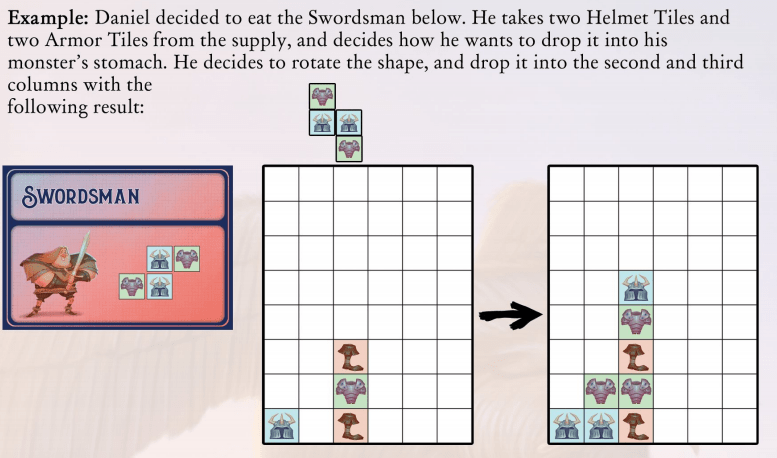 Example: Daniel decided to eat the Swordsman below. He takes two Helmet Tiles and
two Armor Tiles from the supply, and decides how he wants to drop it into his
monster's stomach. He decides to rotate the shape, and drop it into the second and third
columns with the
following result:
Swordsman